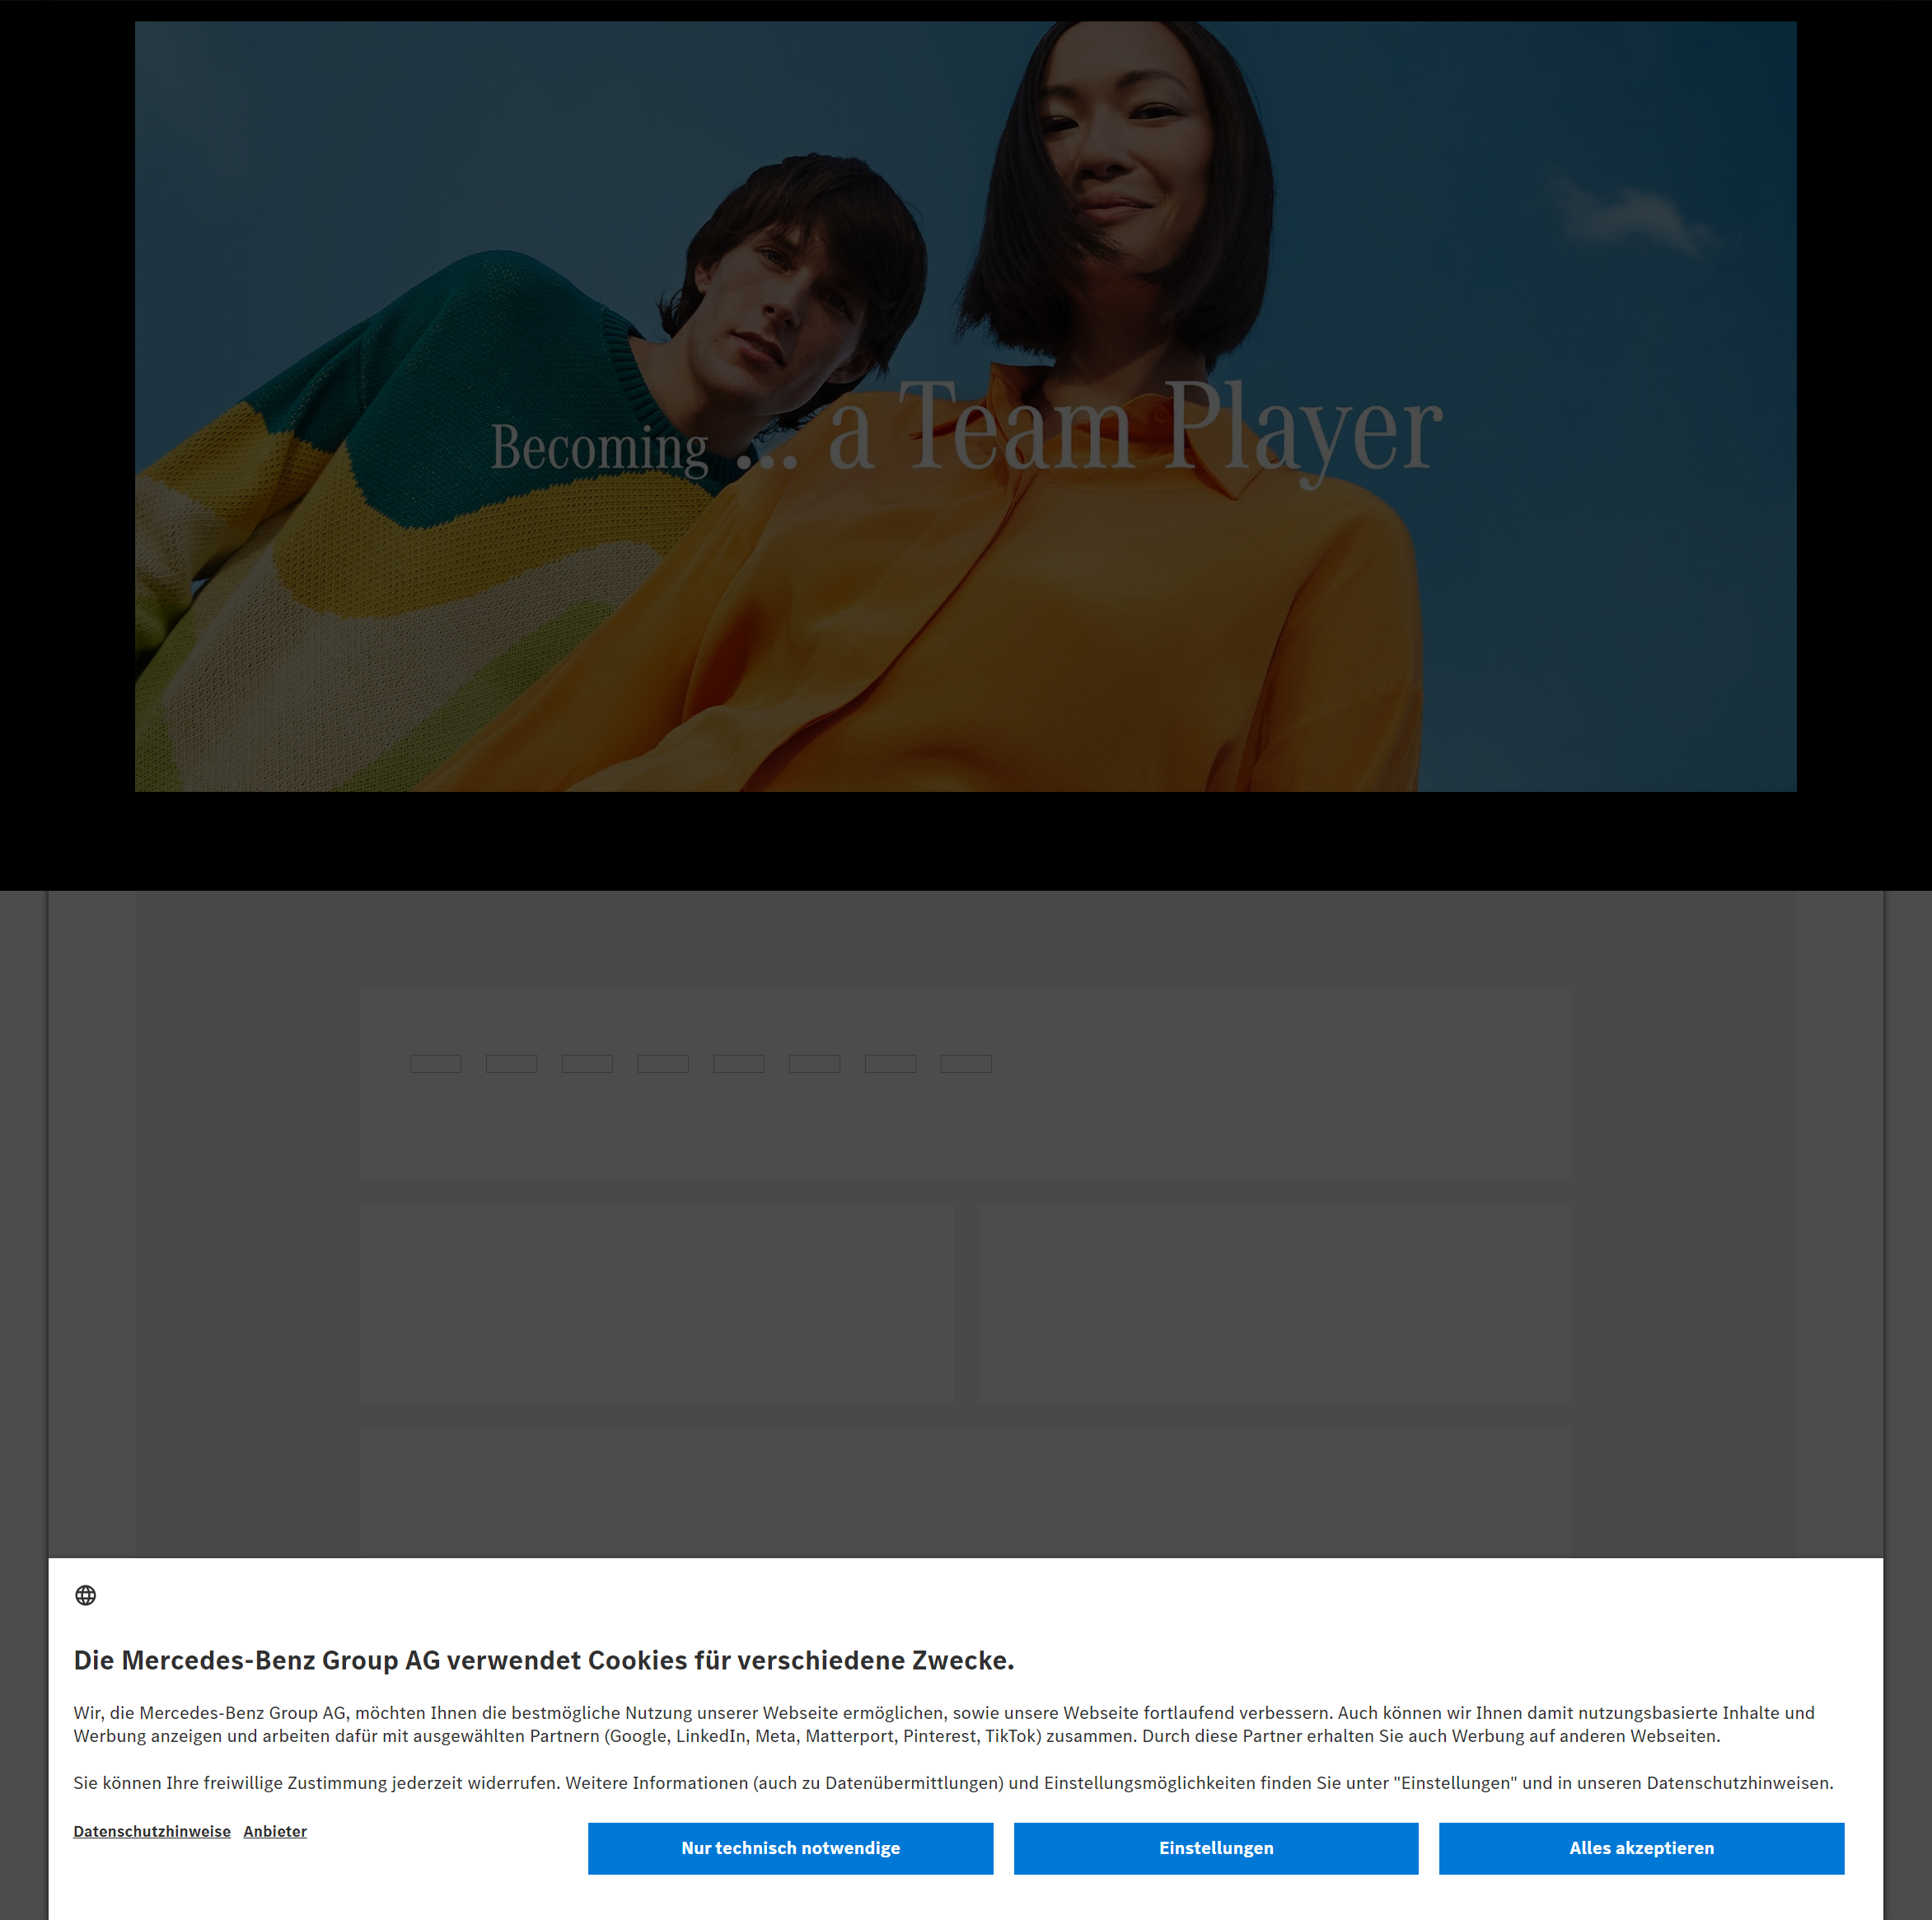 Becoming ... a Team Player
Die Mercedes-Benz Group AG verwendet Cookies für verschiedene Zwecke.
Wir, die Mercedes-Benz Group AG, möchten Ihnen die bestmögliche Nutzung unserer Webseite ermöglichen, sowie unsere Webseite fortlaufend verbessern. Auch können wir Ihnen damit nutzungsbasierte Inhalte und
Werbung anzeigen und arbeiten dafür mit ausgewählten Partnern (Google, LinkedIn, Meta, Matterport, Pinterest, TikTok) zusammen. Durch diese Partner erhalten Sie auch Werbung auf anderen Webseiten.
Sie können Ihre freiwillige Zustimmung jederzeit widerrufen. Weitere Informationen (auch zu Datenübermittlungen) und Einstellungsmöglichkeiten finden Sie unter "Einstellungen" und in unseren Datenschutzhinweisen.
Datenschutzhinweise Anbieter
Nur technisch notwendige
Einstellungen
Alles akzeptieren